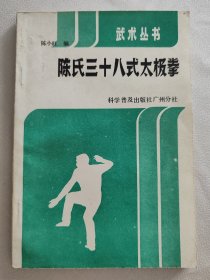 武术丛书
陈小旺 编
陈氏三十八式太极拳
科学普及出版社广州分社